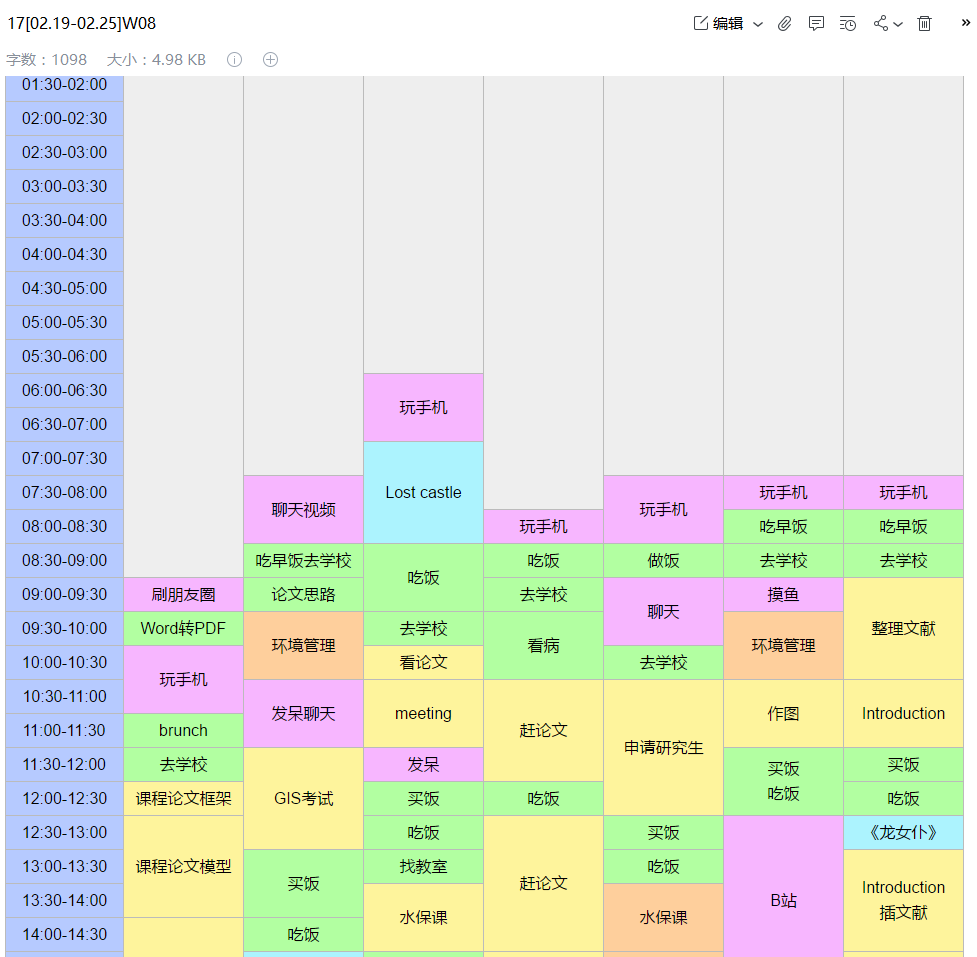 17[02.19-02.25]W08
编辑
字数：1098 大小：4.98 KB
01:30-02:00
02:00-02:30
02:30-03:00
03:00-03:30
03:30-04:00
04:00-04:30
04:30-05:00
05:00-05:30
05:30-06:00
06:00-06:30
玩手机
06:30-07:00
07:00-07:30
07:30-08:00
聊天视频
Lost castle
玩手机
玩手机
玩手机
08:00-08:30
玩手机
吃早饭
吃早饭
08:30-09:00
吃早饭去学校
吃饭
吃饭
做饭
去学校
去学校
09:00-09:30
刷朋友圈
论文思路
去学校
聊天
摸鱼
整理文献
09:30-10:00
Word转PDF
环境管理
去学校
看病
环境管理
10:00-10:30
玩手机
看论文
去学校
10:30-11:00
发呆聊天
meeting
赶论文
申请研究生
作图
Introduction
11:00-11:30
brunch
11:30-12:00
去学校
GIS考试
发呆
买饭
吃饭
买饭
12:00-12:30
课程论文框架
买饭
吃饭
吃饭
12:30-13:00
课程论文模型
吃饭
赶论文
买饭
B站
《龙女仆》
13:00-13:30
买饭
找教室
吃饭
Introduction
插文献
13:30-14:00
水保课
水保课
14:00-14:30
吃饭